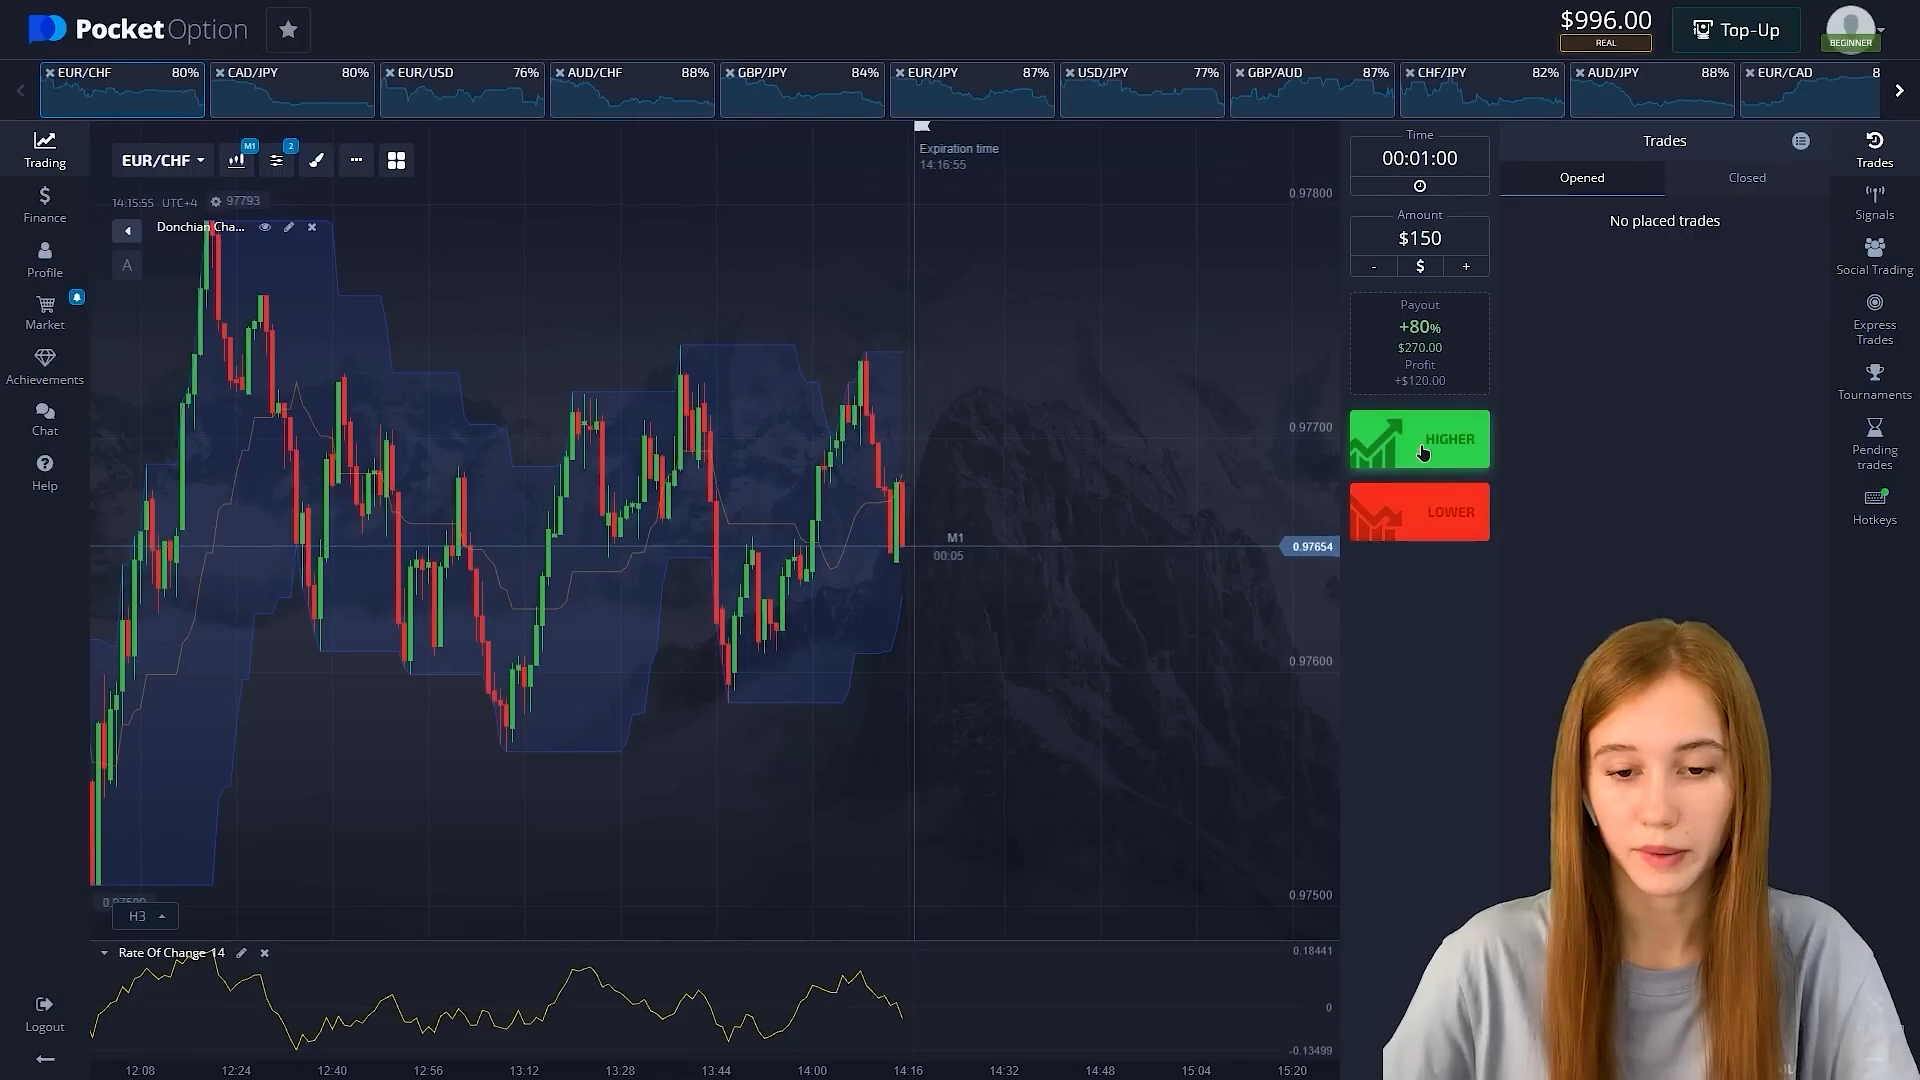 PocketOption
$996.00
REAL
Top-Up
BEGINNER
EUR/CHF 80%
CAD/JPY 80%
EUR/USD 76%
AUD/CHF 88%
GBP/JPY 84%
EUR/JPY 87%
USD/JPY 77%
GBP/AUD 87%
CHF/JPY 82%
AUD/JPY 88%
EUR/CAD 8
Trading
Finance
Profile
Market
Achievements
Chat
Help
Logout
EUR/CHF
M1
2
14:15:55 UTC+4
97793
Donchian Cha...
A
Expiration time
14:16:55
0.97800
0.97700
0.97654
0.97600
0.97500
M1
00:05
H3
Rate Of Change 14
0.18441
0
-0.13499
12:08 12:24 12:40 12:56 13:12 13:28 13:44 14:00 14:16 14:32 14:48 15:04 15:20
Time
00:01:00
Amount
$150
- $ +
Payout
+80%
$270.00
Profit
+$120.00
HIGHER
LOWER
Trades
Opened
Closed
No placed trades
Trades
Signals
Social Trading
Express
Trades
Tournaments
Pending
trades
Hotkeys